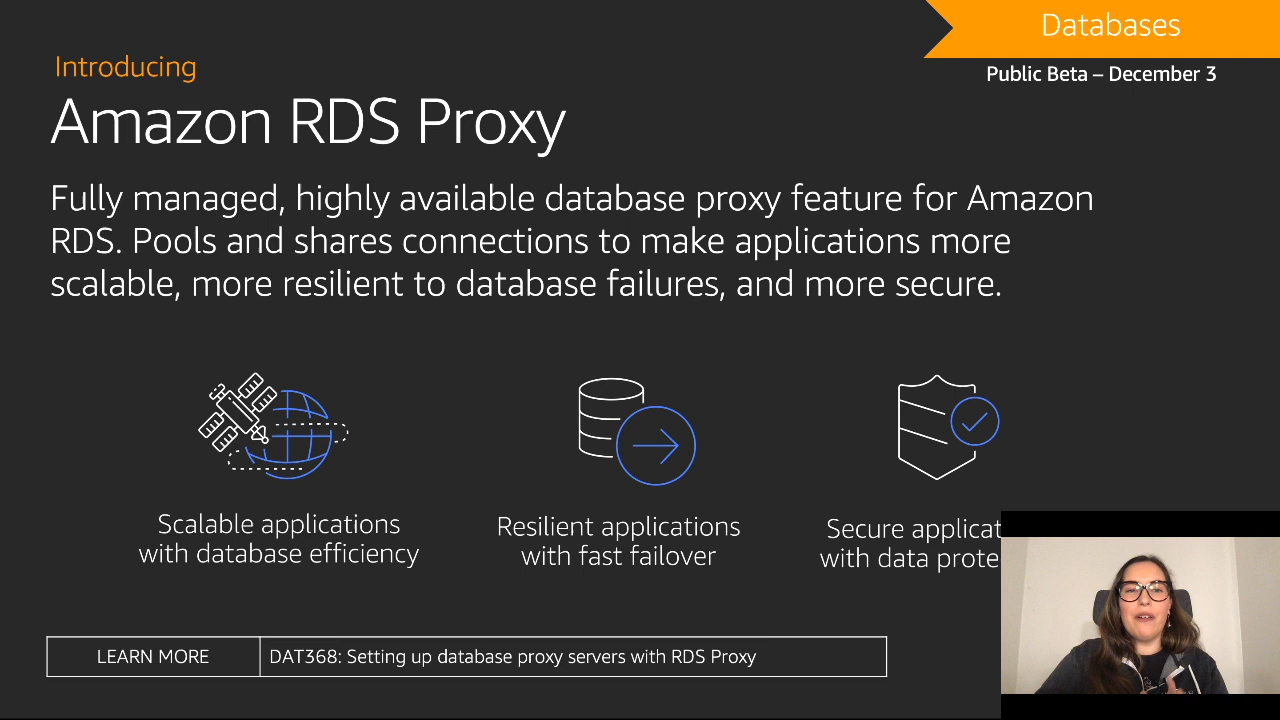 Databases
Public Beta – December 3
Introducing
Amazon RDS Proxy
Fully managed, highly available database proxy feature for Amazon
RDS. Pools and shares connections to make applications more
scalable, more resilient to database failures, and more secure.
Scalable applications
with database efficiency
Resilient applications
with fast failover
Secure applicat
with data prote
LEARN MORE
DAT368: Setting up database proxy servers with RDS Proxy